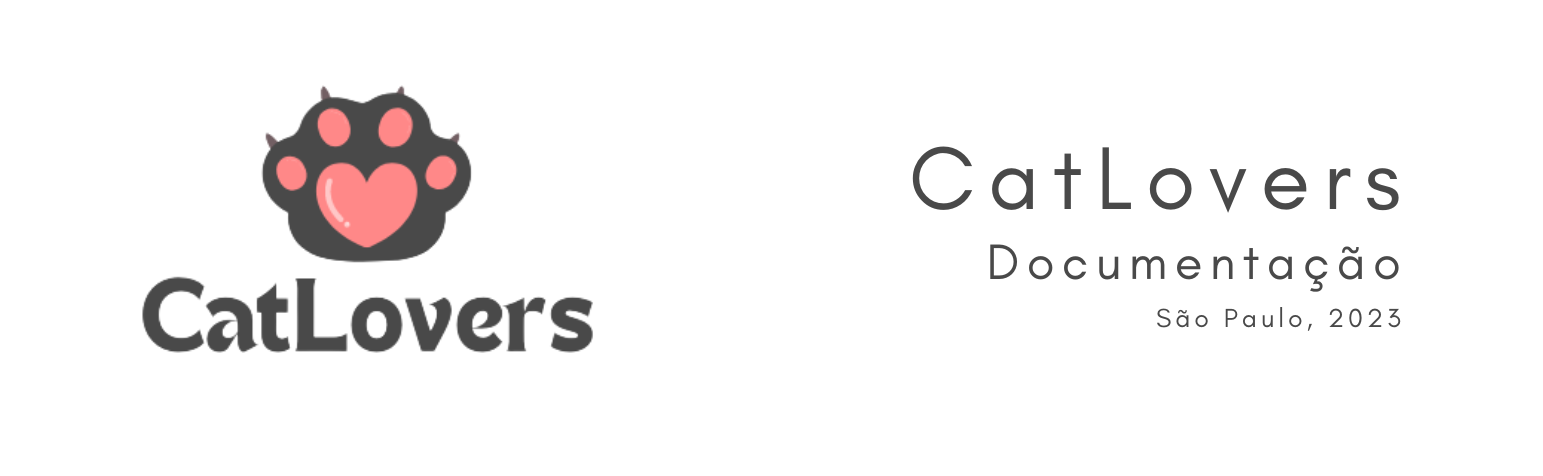 CatLovers
CatLovers
Documentação
São Paulo, 2023